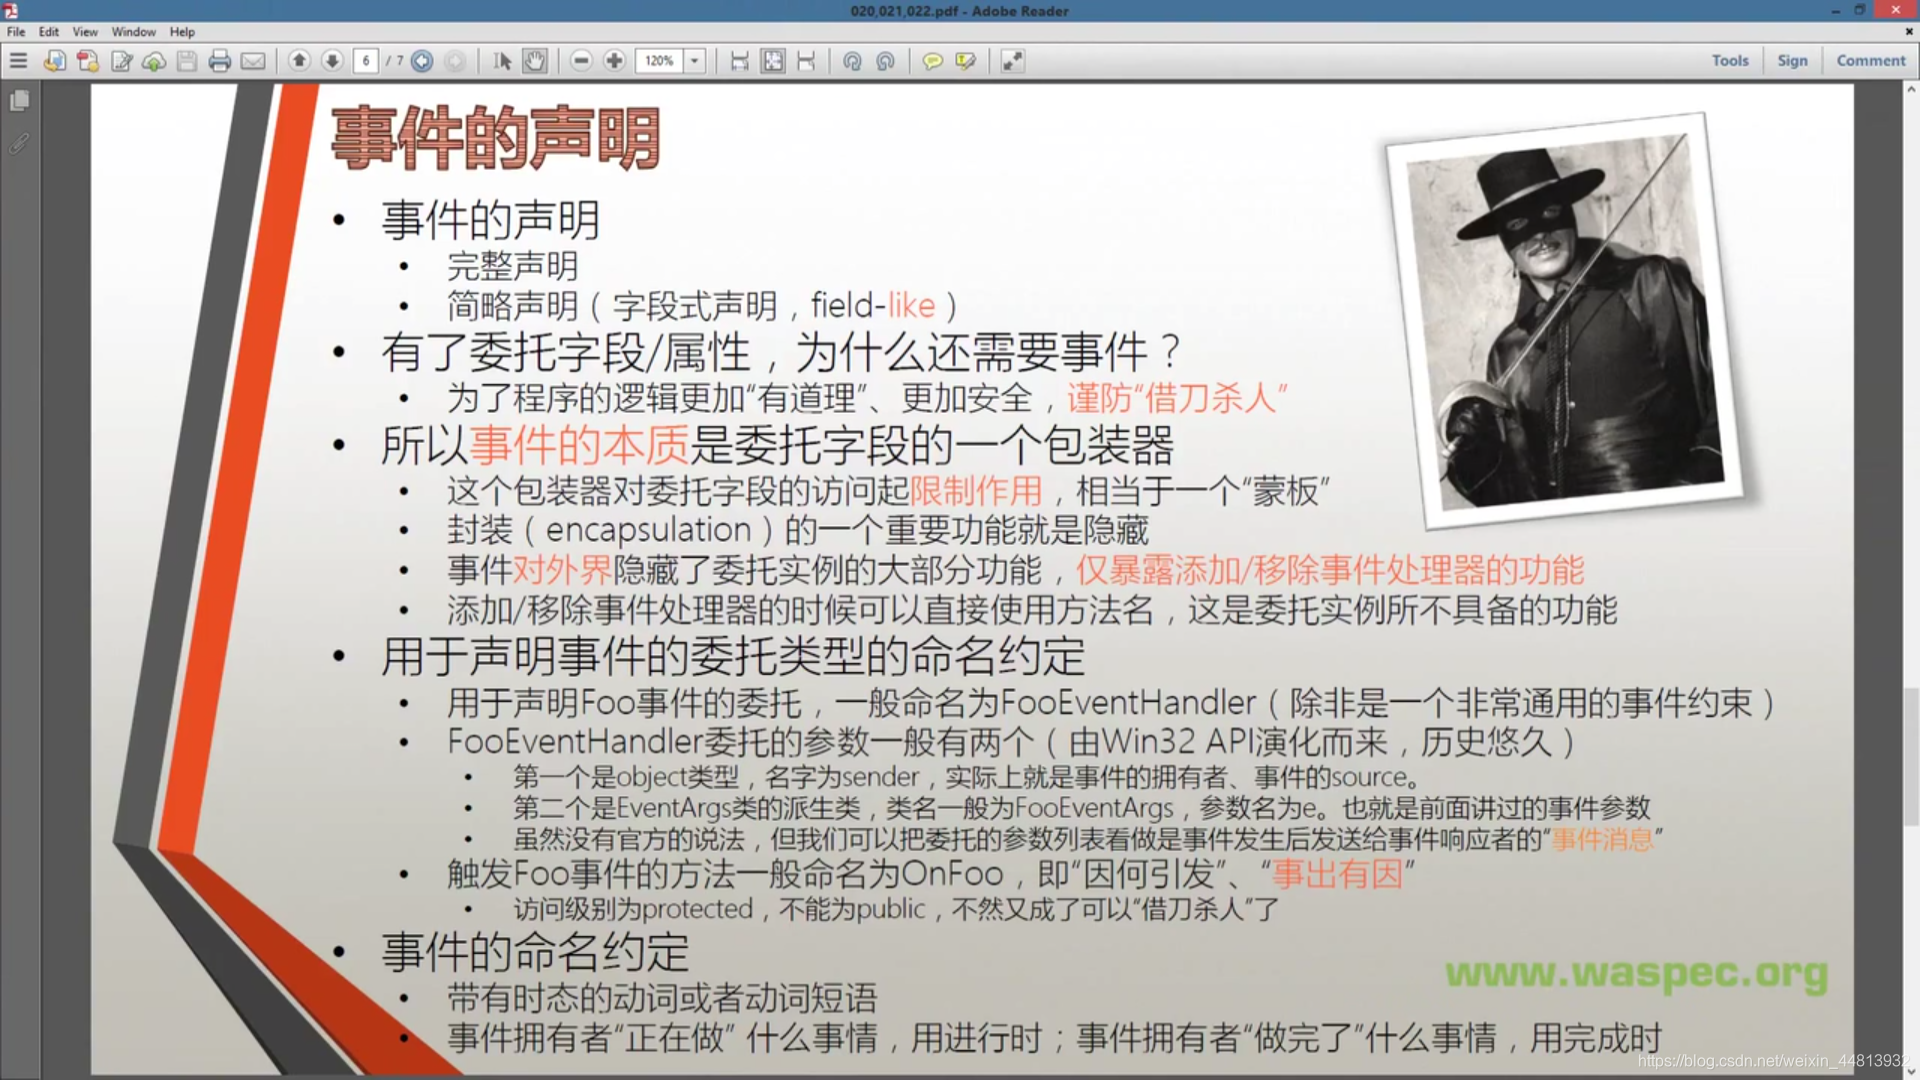 020,021,022.pdf - Adobe Reader
File Edit View Window Help
6 / 7 120% Tools Sign Comment
事件的声明
• 事件的声明
• 完整声明
• 简略声明（字段式声明，field-like）
• 有了委托字段/属性，为什么还需要事件？
• 为了程序的逻辑更加“有道理”、更加安全，谨防“借刀杀人”
• 所以事件的本质是委托字段的一个包装器
• 这个包装器对委托字段的访问起限制作用，相当于一个“蒙板”
• 封装（encapsulation）的一个重要功能就是隐藏
• 事件对外界隐藏了委托实例的大部分功能，仅暴露添加/移除事件处理器的功能
• 添加/移除事件处理器的时候可以直接使用方法名，这是委托实例所不具备的功能
• 用于声明事件的委托类型的命名约定
• 用于声明Foo事件的委托，一般命名为FooEventHandler（除非是一个非常通用的事件约束）
• FooEventHandler委托的参数一般有两个（由Win32 API演化而来，历史悠久）
• 第一个是object类型，名字为sender，实际上就是事件的拥有者、事件的source。
• 第二个是EventArgs类的派生类，类名一般为FooEventArgs，参数名为e。也就是前面讲过的事件参数
• 虽然没有官方的说法，但我们可以把委托的参数列表看做是事件发生后发送给事件响应者的“事件消息”
• 触发Foo事件的方法一般命名为OnFoo，即“因何引发”、“事出有因”
• 访问级别为protected，不能为public，不然又成了可以“借刀杀人”了
• 事件的命名约定
• 带有时态的动词或者动词短语
• 事件拥有者“正在做” 什么事情，用进行时；事件拥有者“做完了”什么事情，用完成时
www.waspec.org
https://blog.csdn.net/weixin_44813932